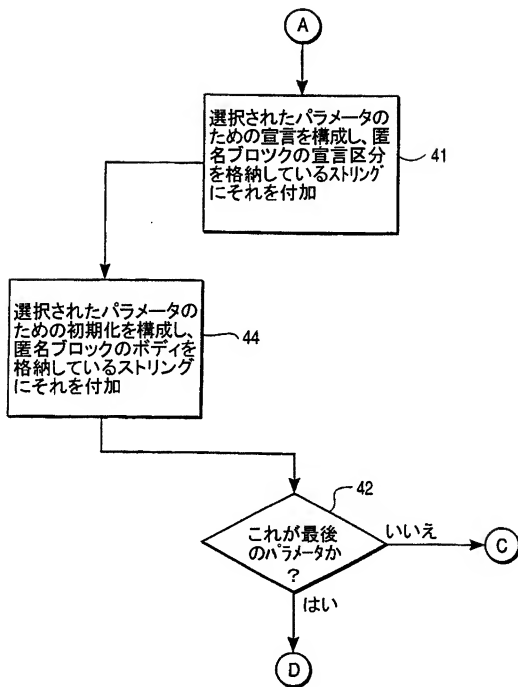 A
選択されたパラメータの
ための宣言を構成し、匿
名ブロツクの宣言区分
を格納しているストリング
にそれを付加
41
選択されたパラメータの
ための初期化を構成し、
匿名ブロックのボディを
格納しているストリング
にそれを付加
44
42
これが最後
のパラメータか
?
いいえ
C
はい
D